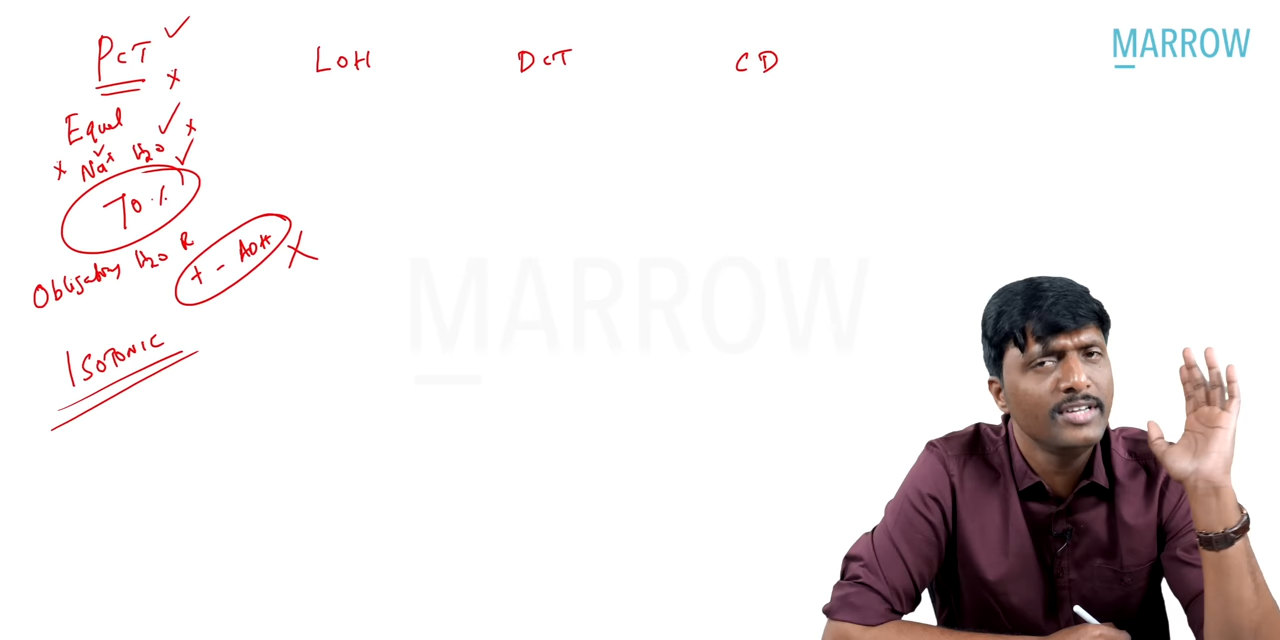 PCT ✓
x
LOH
DCT
CD
MARROW
Equal ✓ x
x Na+ H2O ✓
70%
Obligatory H2O R
+ - ADH X
ISOTONIC
MARROW